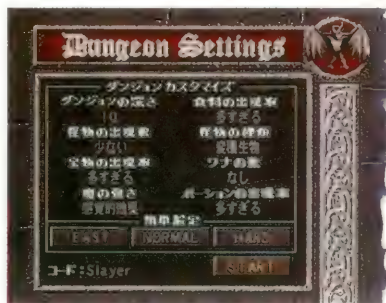 Dungeon Settings
ダンジョンカスタマイズ
ダンジョンの深さ 食料の出現率
10 多すぎる
怪物の出現数 怪物の種類
少ない
宝物の出現率 ワナの数
多すぎる なし
の強さ ポーションの出現率
多すぎる
簡単設定
EASY NORMAL HARD
コード:Slayer START